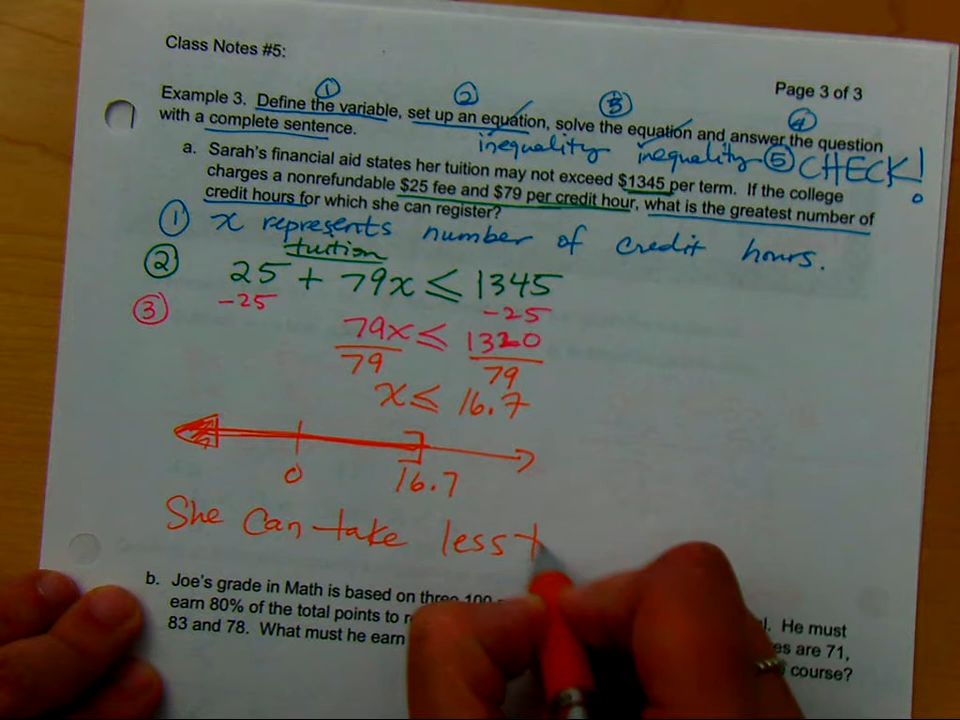 Class Notes #5:
Page 3 of 3
① ② ③ ④
Example 3. Define the variable, set up an equation, solve the equation and answer the question
with a complete sentence.
inequality inequality ⑤ CHECK!
a. Sarah's financial aid states her tuition may not exceed $1345 per term. If the college
charges a nonrefundable $25 fee and $79 per credit hour, what is the greatest number of
credit hours for which she can register?
① x represents number of credit hours.
tuition
② 25 + 79x ≤ 1345
③ -25 -25
79x ≤ 1320
79 79
x ≤ 16.7
0 16.7
She can take less t
b. Joe's grade in Math is based on three 100
earn 80% of the total points to l. He must
83 and 78. What must he earn es are 71,
course?